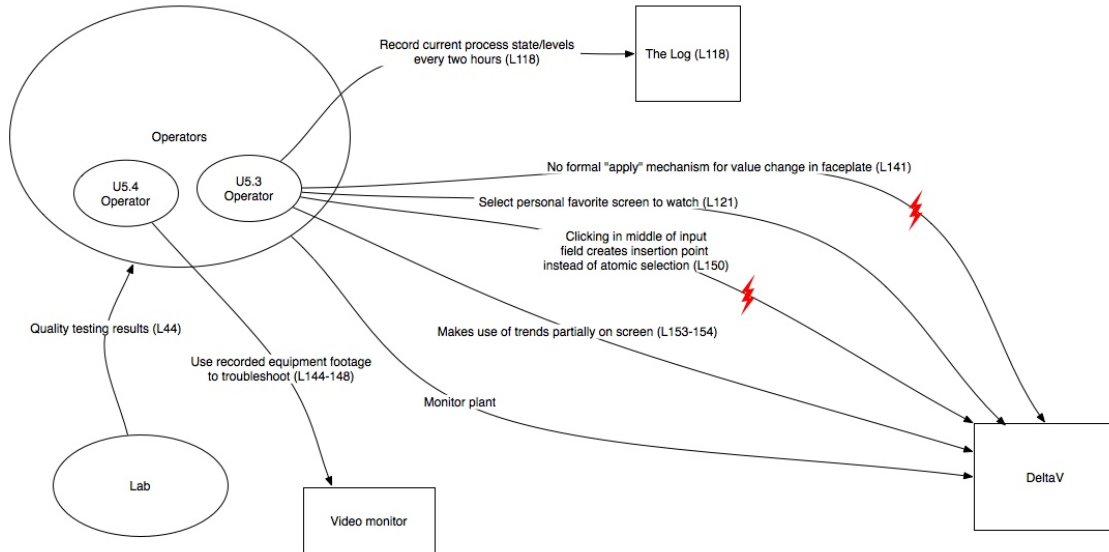 Record current process state/levels
every two hours (L118)
The Log (L118)
Operators
U5.4
Operator
U5.3
Operator
No formal "apply" mechanism for value change in faceplate (L141)
Select personal favorite screen to watch (L121)
Clicking in middle of input
field creates insertion point
instead of atomic selection (L150)
Quality testing results (L44)
Makes use of trends partially on screen (L153-154)
Use recorded equipment footage
to troubleshoot (L144-148)
Monitor plant
Lab
Video monitor
DeltaV